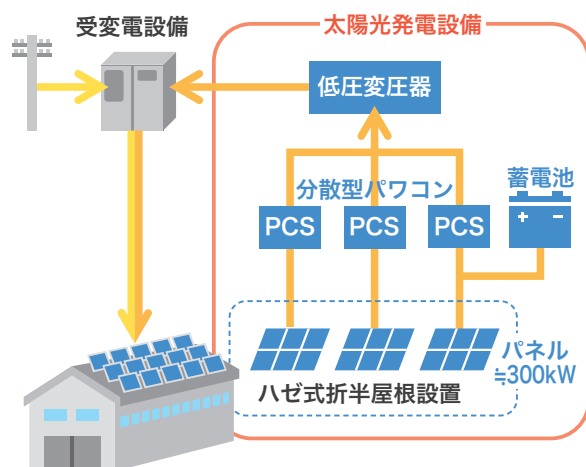 受変電設備
太陽光発電設備
低圧変圧器
分散型パワコン
蓄電池
PCS
PCS
PCS
パネル
≒300kW
ハゼ式折半屋根設置